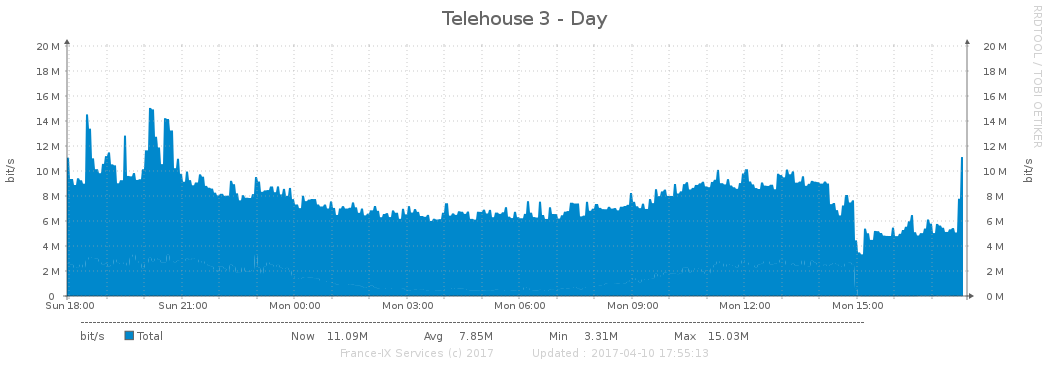 Telehouse 3 - Day
RRDTOOL / TOBI OETIKER
bit/s
bit/s
20 M 20 M
18 M 18 M
16 M 16 M
14 M 14 M
12 M 12 M
10 M 10 M
8 M 8 M
6 M 6 M
4 M 4 M
2 M 2 M
0 0 M
Sun 18:00 Sun 21:00 Mon 00:00 Mon 03:00 Mon 06:00 Mon 09:00 Mon 12:00 Mon 15:00
bit/s Total Now 11.09M Avg 7.85M Min 3.31M Max 15.03M
France-IX Services (c) 2017 Updated : 2017-04-10 17:55:13